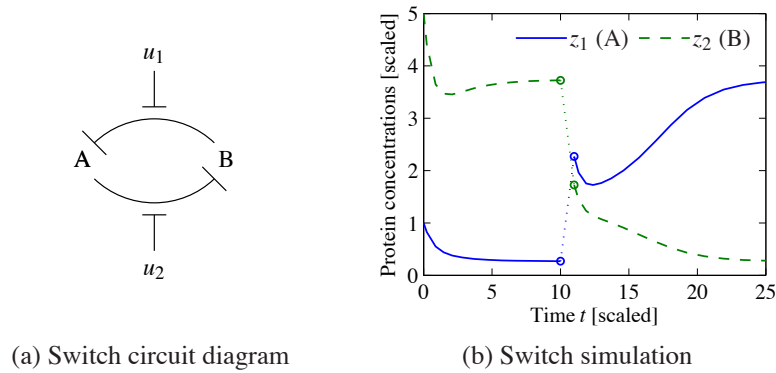 u1
A
B
u2
(a) Switch circuit diagram
Protein concentrations [scaled]
5
4
3
2
1
0
z1 (A)
z2 (B)
0
5
10
15
20
25
Time t [scaled]
(b) Switch simulation